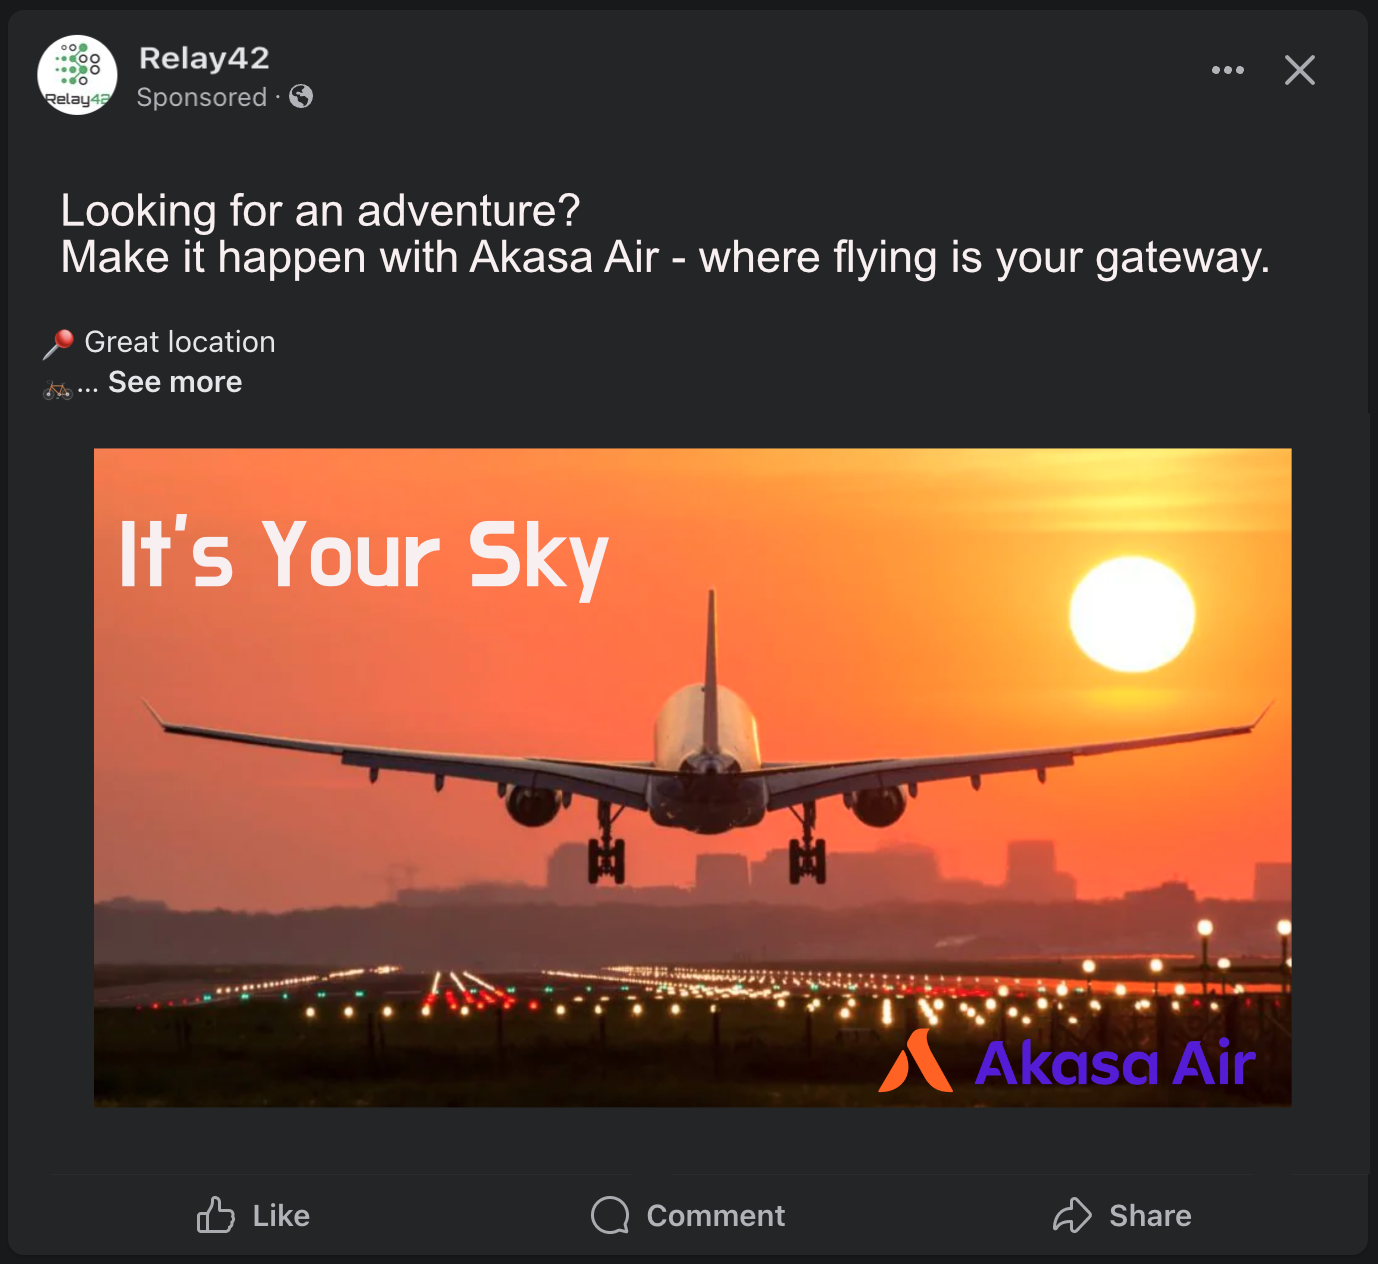 Relay42
Relay42
Sponsored ·
Looking for an adventure?
Make it happen with Akasa Air - where flying is your gateway.
Great location
... See more
It's Your Sky
Akasa Air
Like
Comment
Share